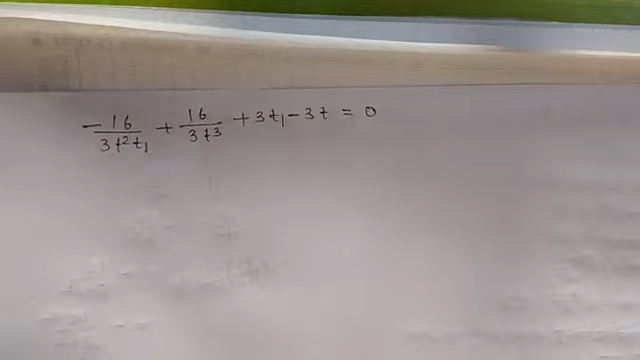 -16/(3t²t₁) + 16/(3t³) + 3t₁ - 3t = 0